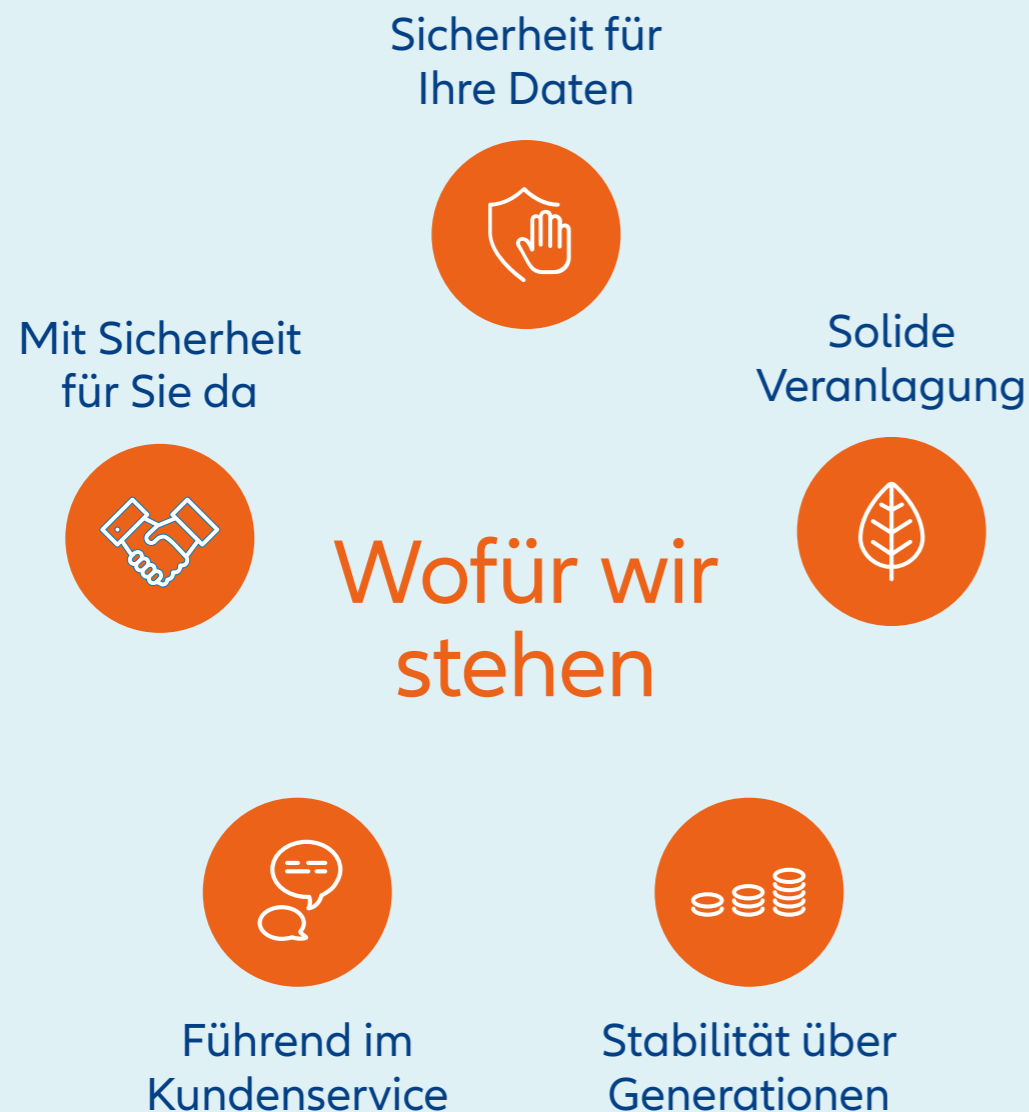 Sicherheit für
Ihre Daten
Mit Sicherheit
für Sie da
Solide
Veranlagung
Wofür wir
stehen
Führend im
Kundenservice
Stabilität über
Generationen